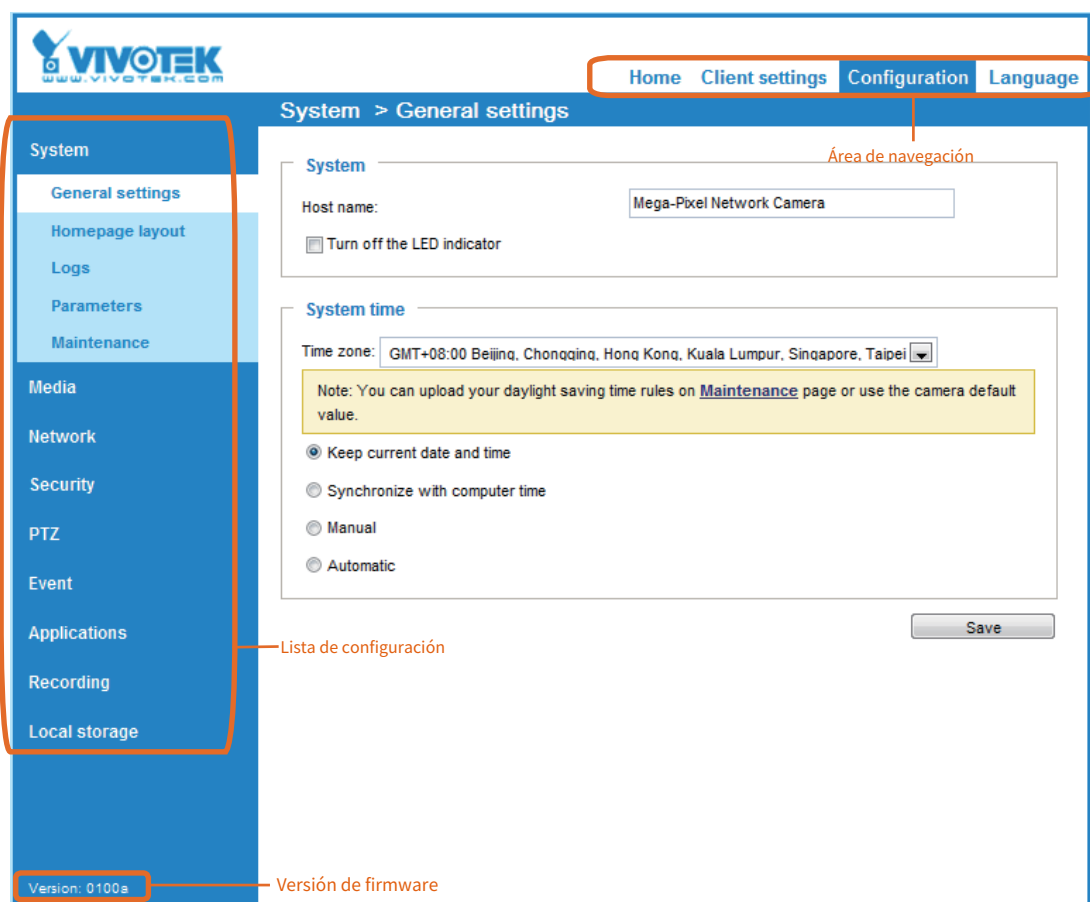 VIVOTEK
www.vivotek.com
Home Client settings Configuration Language
System > General settings
Área de navegación
System
General settings
Homepage layout
Logs
Parameters
Maintenance
Media
Network
Security
PTZ
Event
Applications
Recording
Local storage
Version: 0100a
System
Host name: Mega-Pixel Network Camera
Turn off the LED indicator
System time
Time zone: GMT+08:00 Beijing, Chongqing, Hong Kong, Kuala Lumpur, Singapore, Taipei
Note: You can upload your daylight saving time rules on Maintenance page or use the camera default
value.
Keep current date and time
Synchronize with computer time
Manual
Automatic
Save
Lista de configuración
Versión de firmware